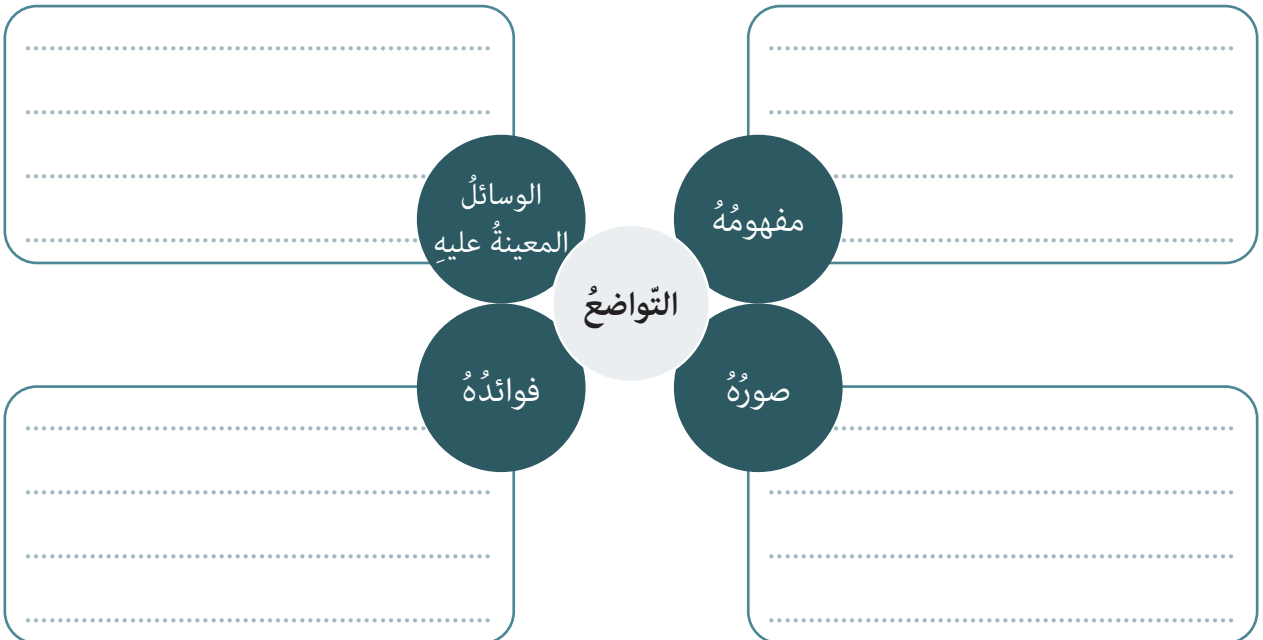 مفهومُهُ
الوسائلُ
المعينةُ عليهِ
التّواضعُ
صورُهُ
فوائدُهُ